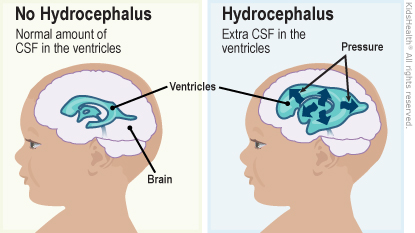 No Hydrocephalus
Normal amount of
CSF in the ventricles
Hydrocephalus
Extra CSF in the
ventricles
Pressure
Ventricles
Brain
KidsHealth® All rights reserved.